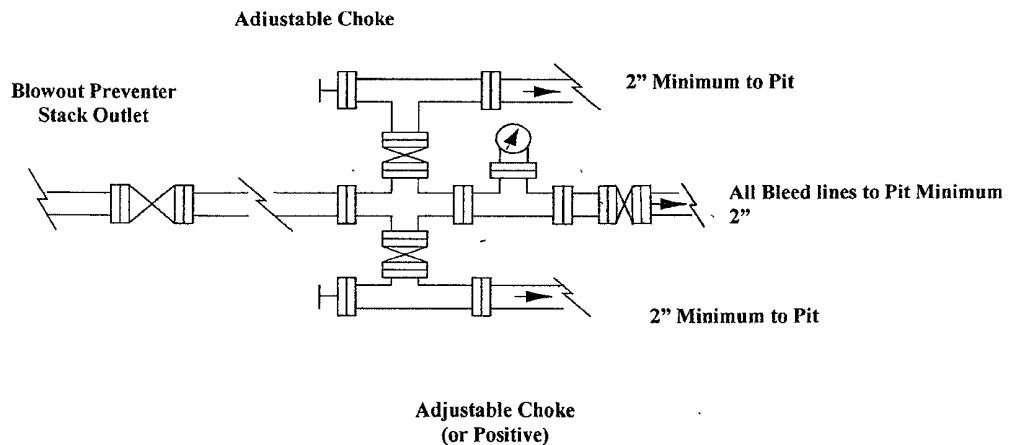 Adjustable Choke
2” Minimum to Pit
Blowout Preventer
Stack Outlet
All Bleed lines to Pit Minimum
2”
2” Minimum to Pit
Adjustable Choke
(or Positive)